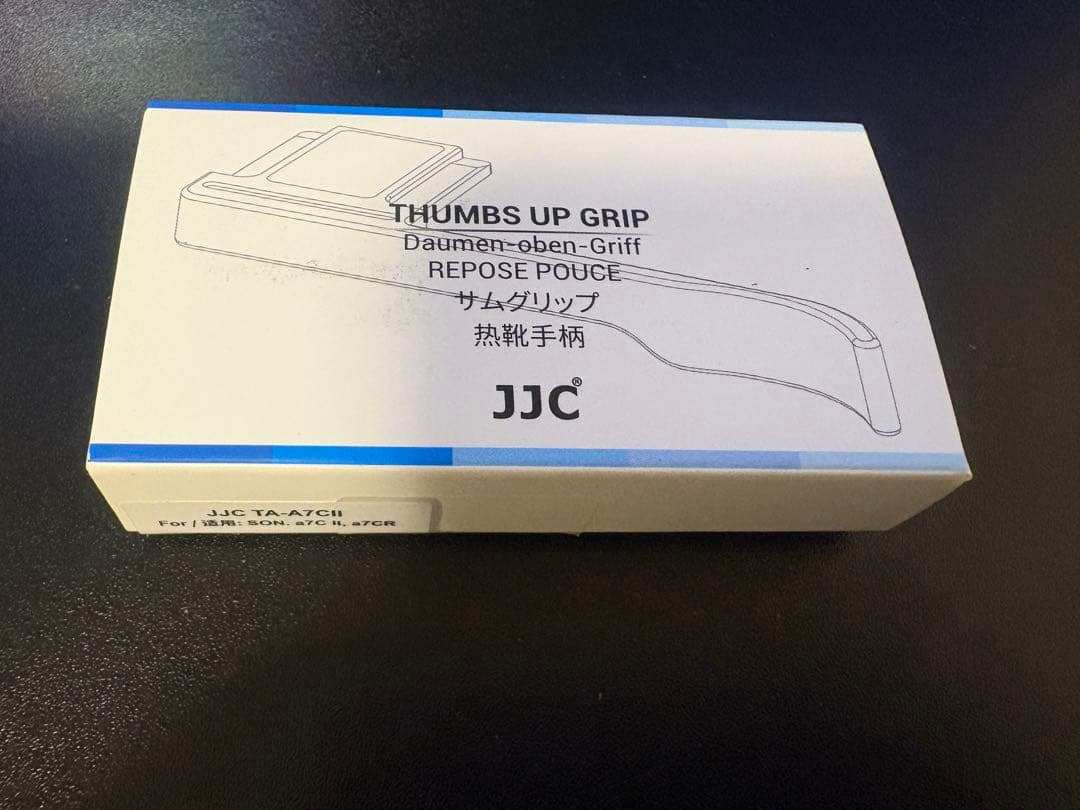 THUMBS UP GRIP
Daumen-oben-Griff
REPOSE POUCE
サムグリップ
热靴手柄
JJC®
JJC TA-A7CII
For / 适用: SON. a7C II, a7CR